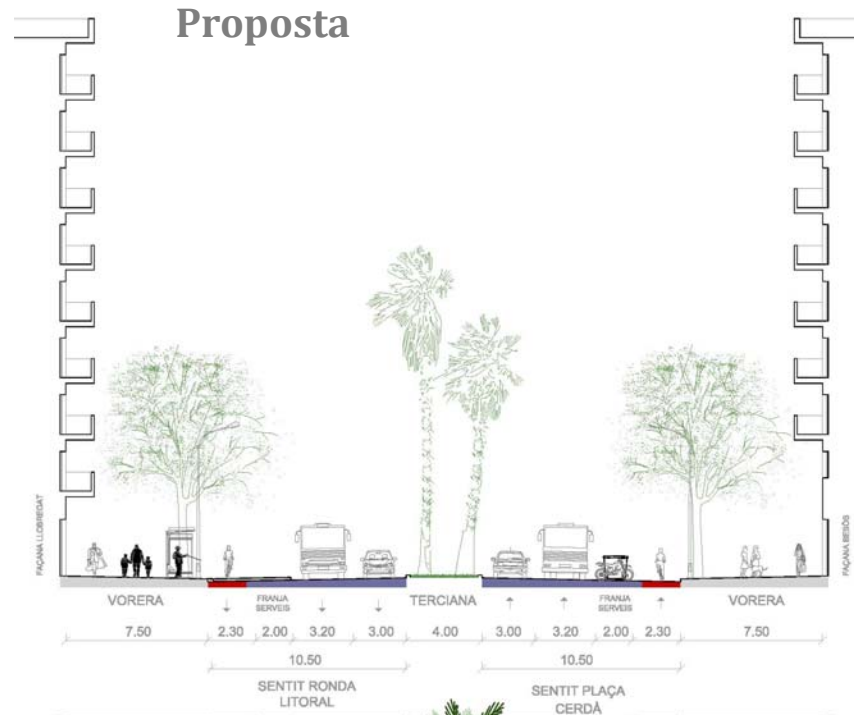 Proposta
FAÇANA LLOBREGAT
FAÇANA BESÒS
VORERA
FRANJA
SERVEIS
TERCIANA
FRANJA
SERVEIS
VORERA
7.50 2.30 2.00 3.20 3.00 4.00 3.00 3.20 2.00 2.30 7.50
10.50 10.50
SENTIT RONDA
LITORAL
SENTIT PLAÇA
CERDÀ